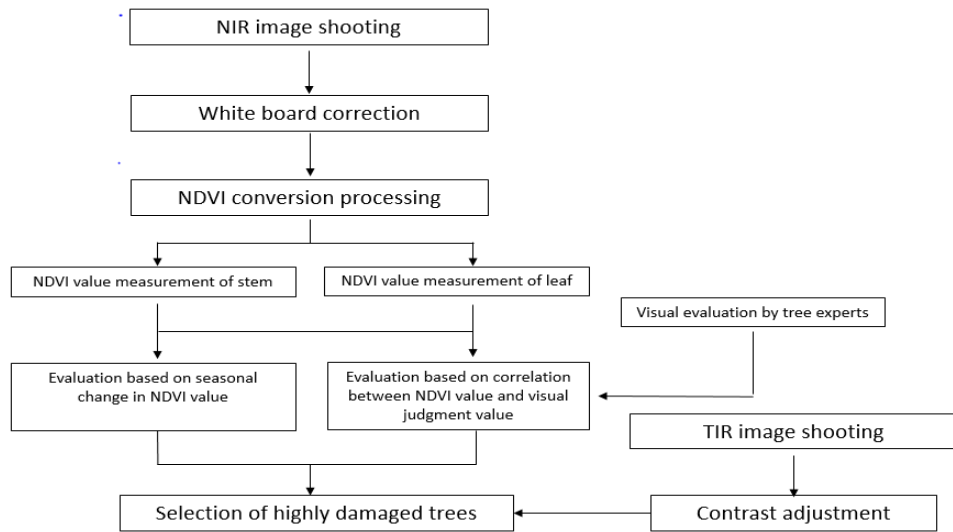 NIR image shooting
White board correction
NDVI conversion processing
NDVI value measurement of stem
NDVI value measurement of leaf
Visual evaluation by tree experts
Evaluation based on seasonal
change in NDVI value
Evaluation based on correlation
between NDVI value and visual
judgment value
TIR image shooting
Selection of highly damaged trees
Contrast adjustment